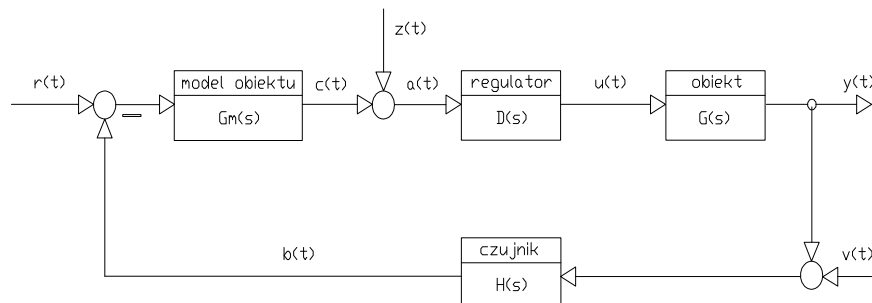 z(t)
r(t)
model obiektu
c(t)
a(t)
regulator
u(t)
obiekt
y(t)
Gm(s)
D(s)
G(s)
b(t)
czujnik
v(t)
H(s)